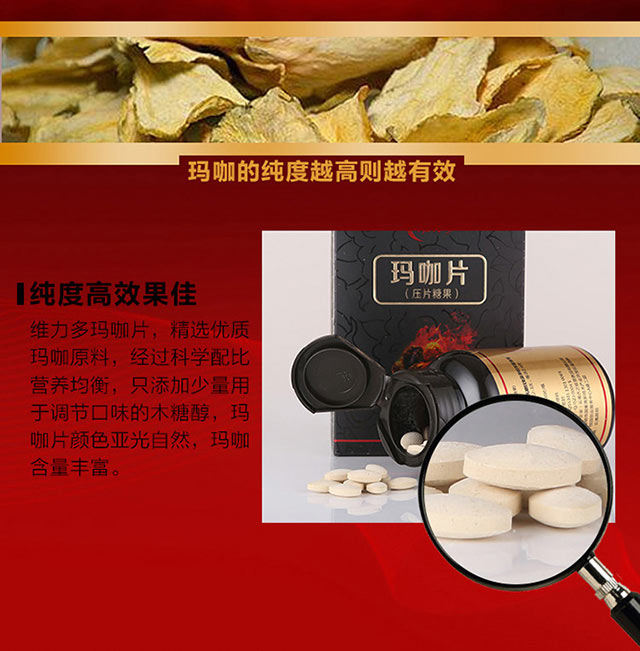 玛咖的纯度越高则越有效
纯度高效果佳
维力多玛咖片，精选优质
玛咖原料，经过科学配比
营养均衡，只添加少量用
于调节口味的木糖醇，玛
咖片颜色亚光自然，玛咖
含量丰富。
玛咖片
（压片糖果）